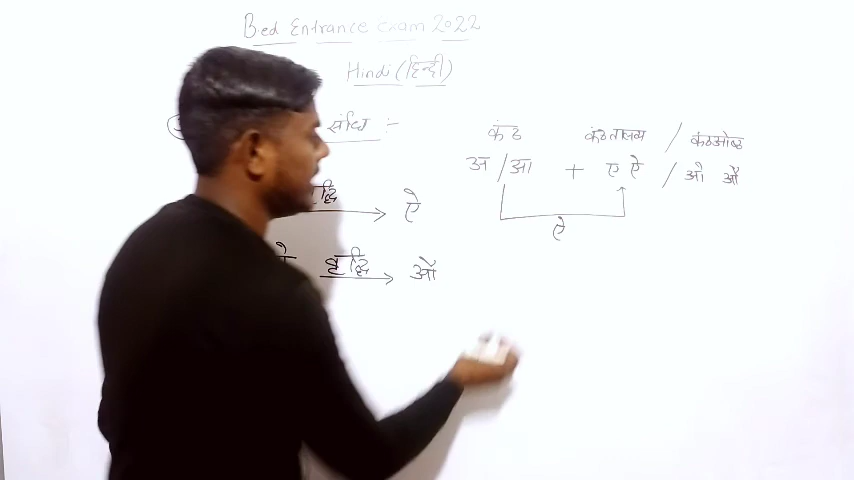 Bed Entrance exam 2022
Hindi (हिन्दी)
संधि :-
कंठ कंठतालव्य / कंठओष्ठ
अ / आ + ए ऐ / ओ औ
ऐ
ऐ
वृद्धि औ